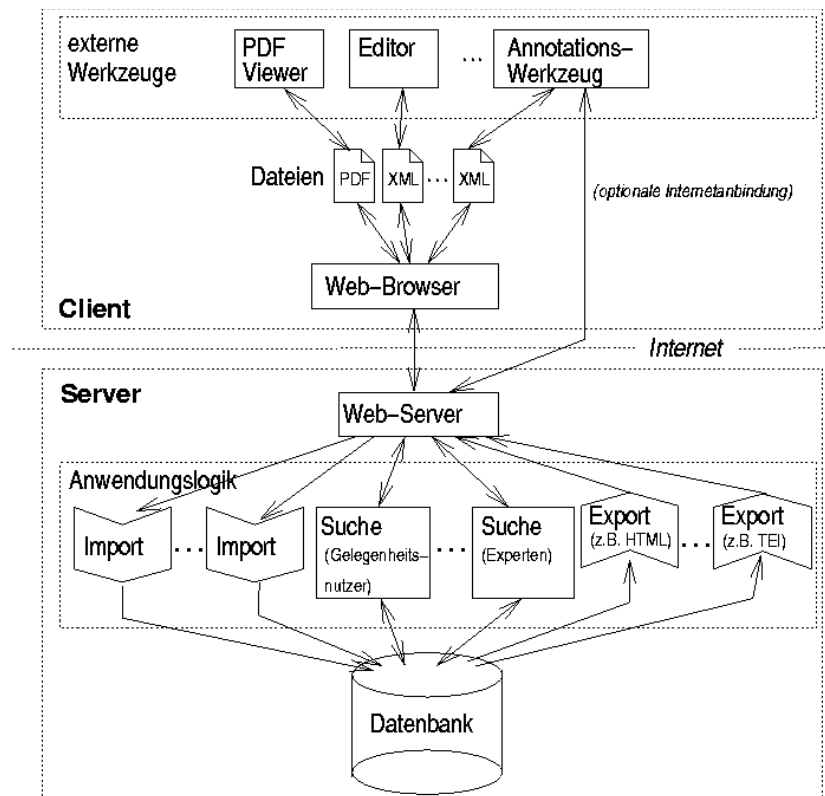 externe
Werkzeuge
PDF
Viewer
Editor
...
Annotations–
Werkzeug
Dateien
PDF
XML
...
XML
(optionale Internetanbindung)
Web–Browser
Client
Internet
Server
Web–Server
Anwendungslogik
Import
...
Import
Suche
(Gelegenheits–
nutzer)
...
Suche
(Experten)
Export
(z.B. HTML)
...
Export
(z.B. TEI)
Datenbank